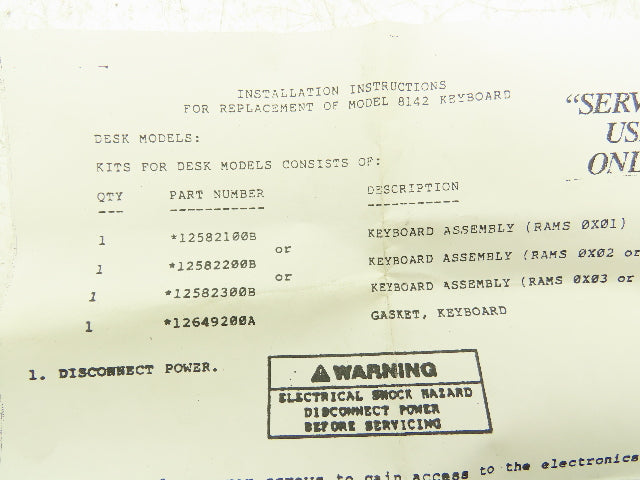 INSTALLATION INSTRUCTIONS
FOR REPLACEMENT OF MODEL 8142 KEYBOARD
"SERV
US
ONL
DESK MODELS:
KITS FOR DESK MODELS CONSISTS OF:
QTY PART NUMBER DESCRIPTION
--- ----------- -----------
1 *12582100B KEYBOARD ASSEMBLY (RAMS 0X01)
or
1 *12582200B KEYBOARD ASSEMBLY (RAMS 0X02 or
or
1 *12582300B KEYBOARD ASSEMBLY (RAMS 0X03 or
1 *12649200A GASKET, KEYBOARD
1. DISCONNECT POWER.
WARNING
ELECTRICAL SHOCK HAZARD
DISCONNECT POWER
BEFORE SERVICING
screws to gain access to the electronics